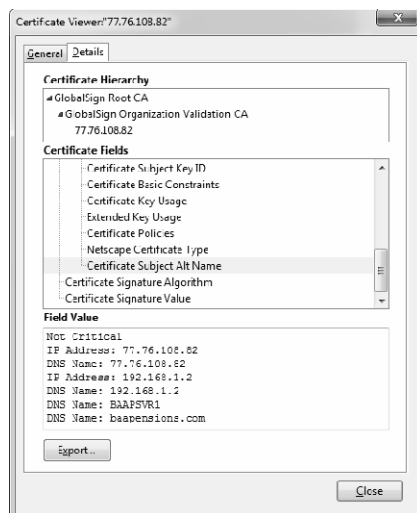 Certificate Viewer:"77.76.108.82"
X
General Details
Certificate Hierarchy
GlobalSign Root CA
GlobalSign Organization Validation CA
77.76.108.82
Certificate Fields
Certificate Subject Key ID
Certificate Basic Constraints
Certificate Key Usage
Extended Key Usage
Certificate Policies
Netscape Certificate Type
Certificate Subject Alt Name
Certificate Signature Algorithm
Certificate Signature Value
Field Value
Not Critical
IP Address: 77.76.108.82
DNS Name: 77.76.108.82
IP Address: 192.168.1.2
DNS Name: 192.168.1.2
DNS Name: BAAPSVR1
DNS Name: baapensions.com
Export...
Close